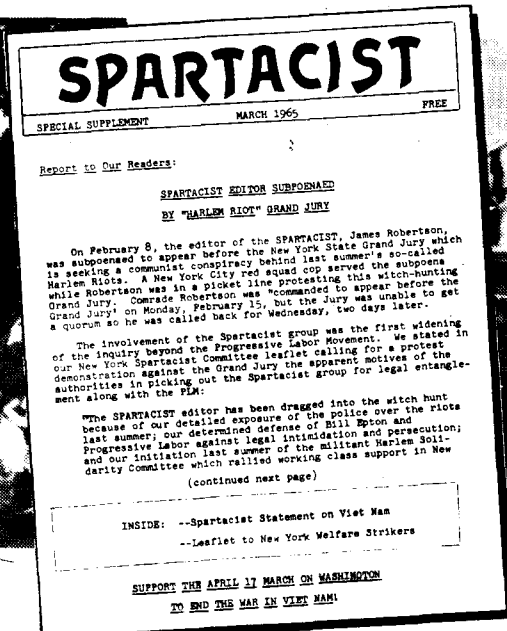 SPARTACIST
SPECIAL SUPPLEMENT MARCH 1965 FREE
Report to Our Readers:
SPARTACIST EDITOR SUBPOENAED
BY "HARLEM RIOT" GRAND JURY
On February 8, the editor of the SPARTACIST, James Robertson,
was subpoenaed to appear before the New York State Grand Jury which
is seeking a communist conspiracy behind last summer's so-called
Harlem Riots. A New York City red squad cop served the subpoena
while Robertson was in a picket line protesting this witch-hunting
Grand Jury. Comrade Robertson was "commanded to appear before the
Grand Jury' on Monday, February 15, but the Jury was unable to get
a quorum so he was called back for Wednesday, two days later.
The involvement of the Spartacist group was the first widening
of the inquiry beyond the Progressive Labor Movement. We stated in
our New York Spartacist Committee leaflet calling for a protest
demonstration against the Grand Jury the apparent motives of the
authorities in picking out the Spartacist group for legal entangle-
ment along with the PLM:
"The SPARTACIST editor has been dragged into the witch hunt
because of our detailed exposure of the police over the riots
last summer; our determined defense of Bill Epton and
Progressive Labor against legal intimidation and persecution;
and our initiation last summer of the militant Harlem Soli-
darity Committee which rallied working class support in New
(continued next page)
INSIDE: --Spartacist Statement on Viet Nam
--Leaflet to New York Welfare Strikers
SUPPORT THE APRIL 17 MARCH ON WASHINGTON
TO END THE WAR IN VIET NAM!